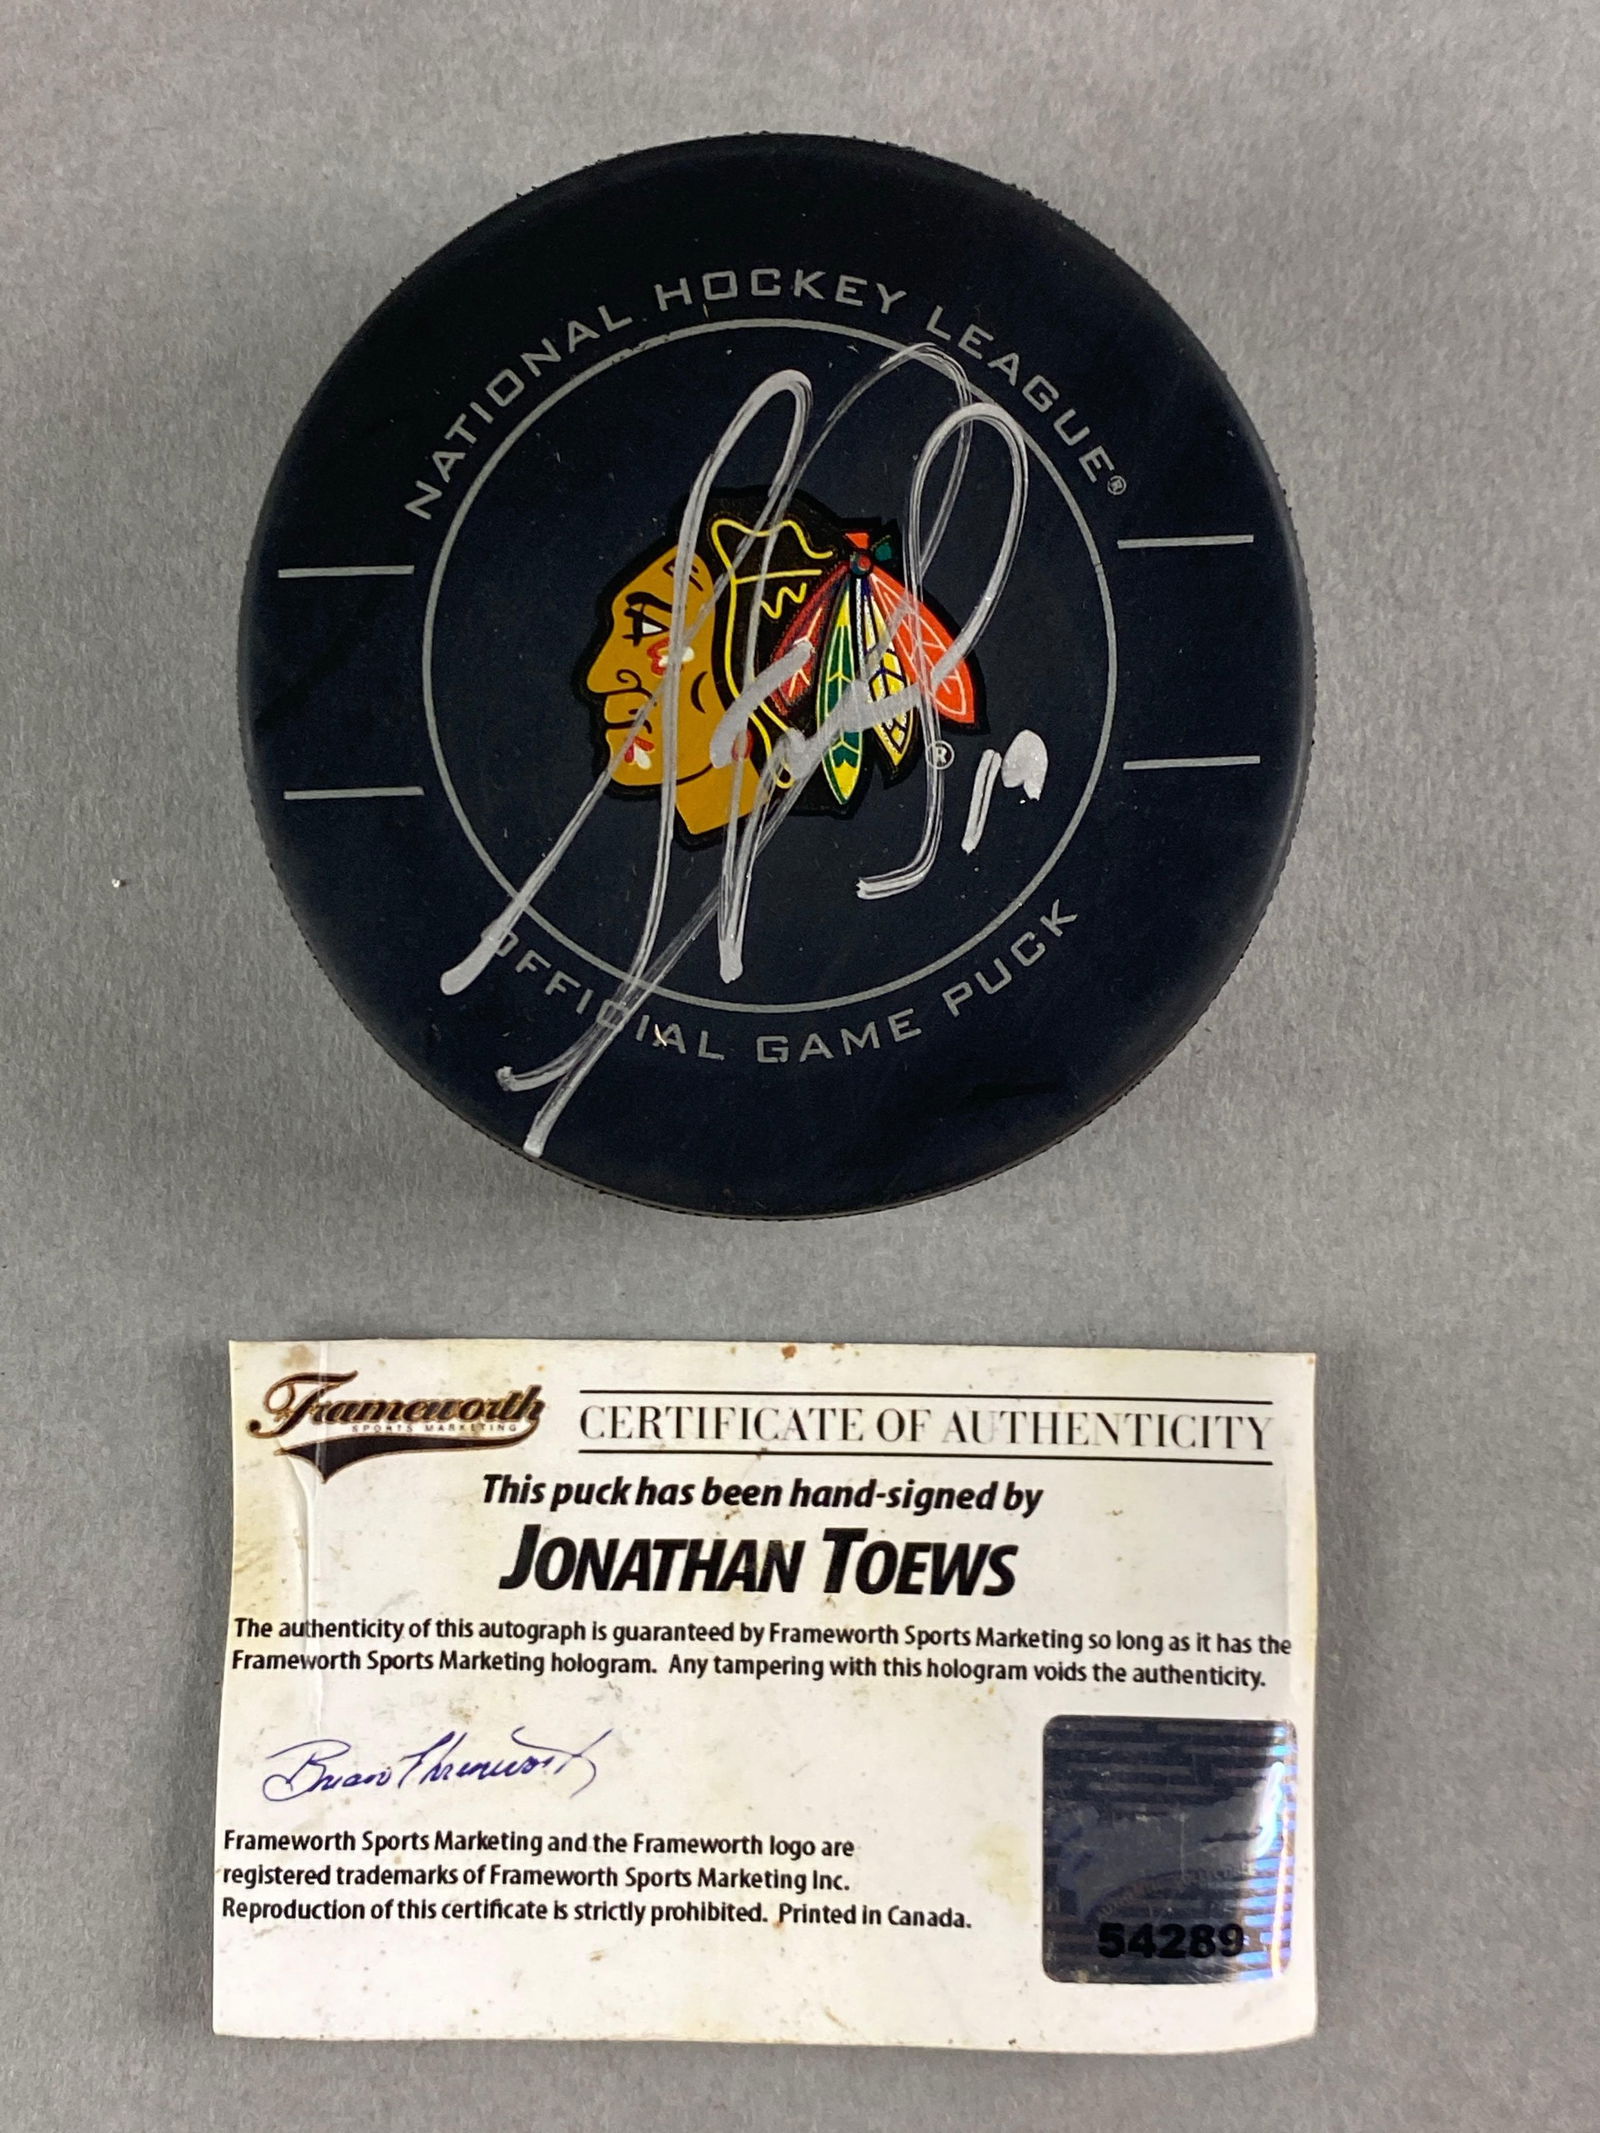 NATIONAL HOCKEY LEAGUE®
®
19
OFFICIAL GAME PUCK
Frameworth
SPORTS MARKETING
CERTIFICATE OF AUTHENTICITY
This puck has been hand-signed by
JONATHAN TOEWS
The authenticity of this autograph is guaranteed by Frameworth Sports Marketing so long as it has the
Frameworth Sports Marketing hologram. Any tampering with this hologram voids the authenticity.
Frameworth Sports Marketing and the Frameworth logo are
registered trademarks of Frameworth Sports Marketing Inc.
Reproduction of this certificate is strictly prohibited. Printed in Canada.
54289